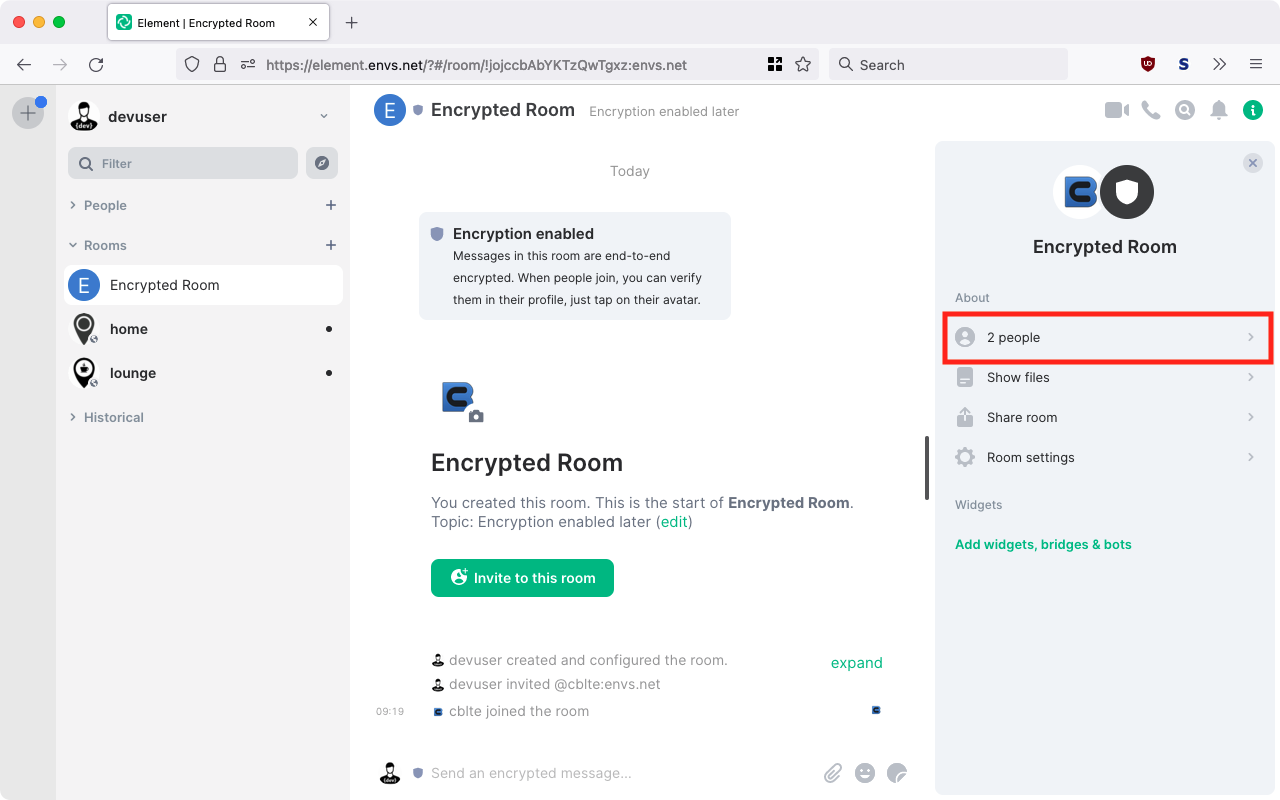 Element | Encrypted Room
https://element.envs.net/?#/room/!jojccbAbYKTzQwTgxz:envs.net
Search
S
devuser
Filter
People
Rooms
E Encrypted Room
home
lounge
Historical
E Encrypted Room Encryption enabled later
Today
Encryption enabled
Messages in this room are end-to-end
encrypted. When people join, you can verify
them in their profile, just tap on their avatar.
Encrypted Room
You created this room. This is the start of Encrypted Room.
Topic: Encryption enabled later (edit)
Invite to this room
devuser created and configured the room.
expand
devuser invited @cblte:envs.net
09:19 cblte joined the room
Send an encrypted message...
Encrypted Room
About
2 people
Show files
Share room
Room settings
Widgets
Add widgets, bridges & bots